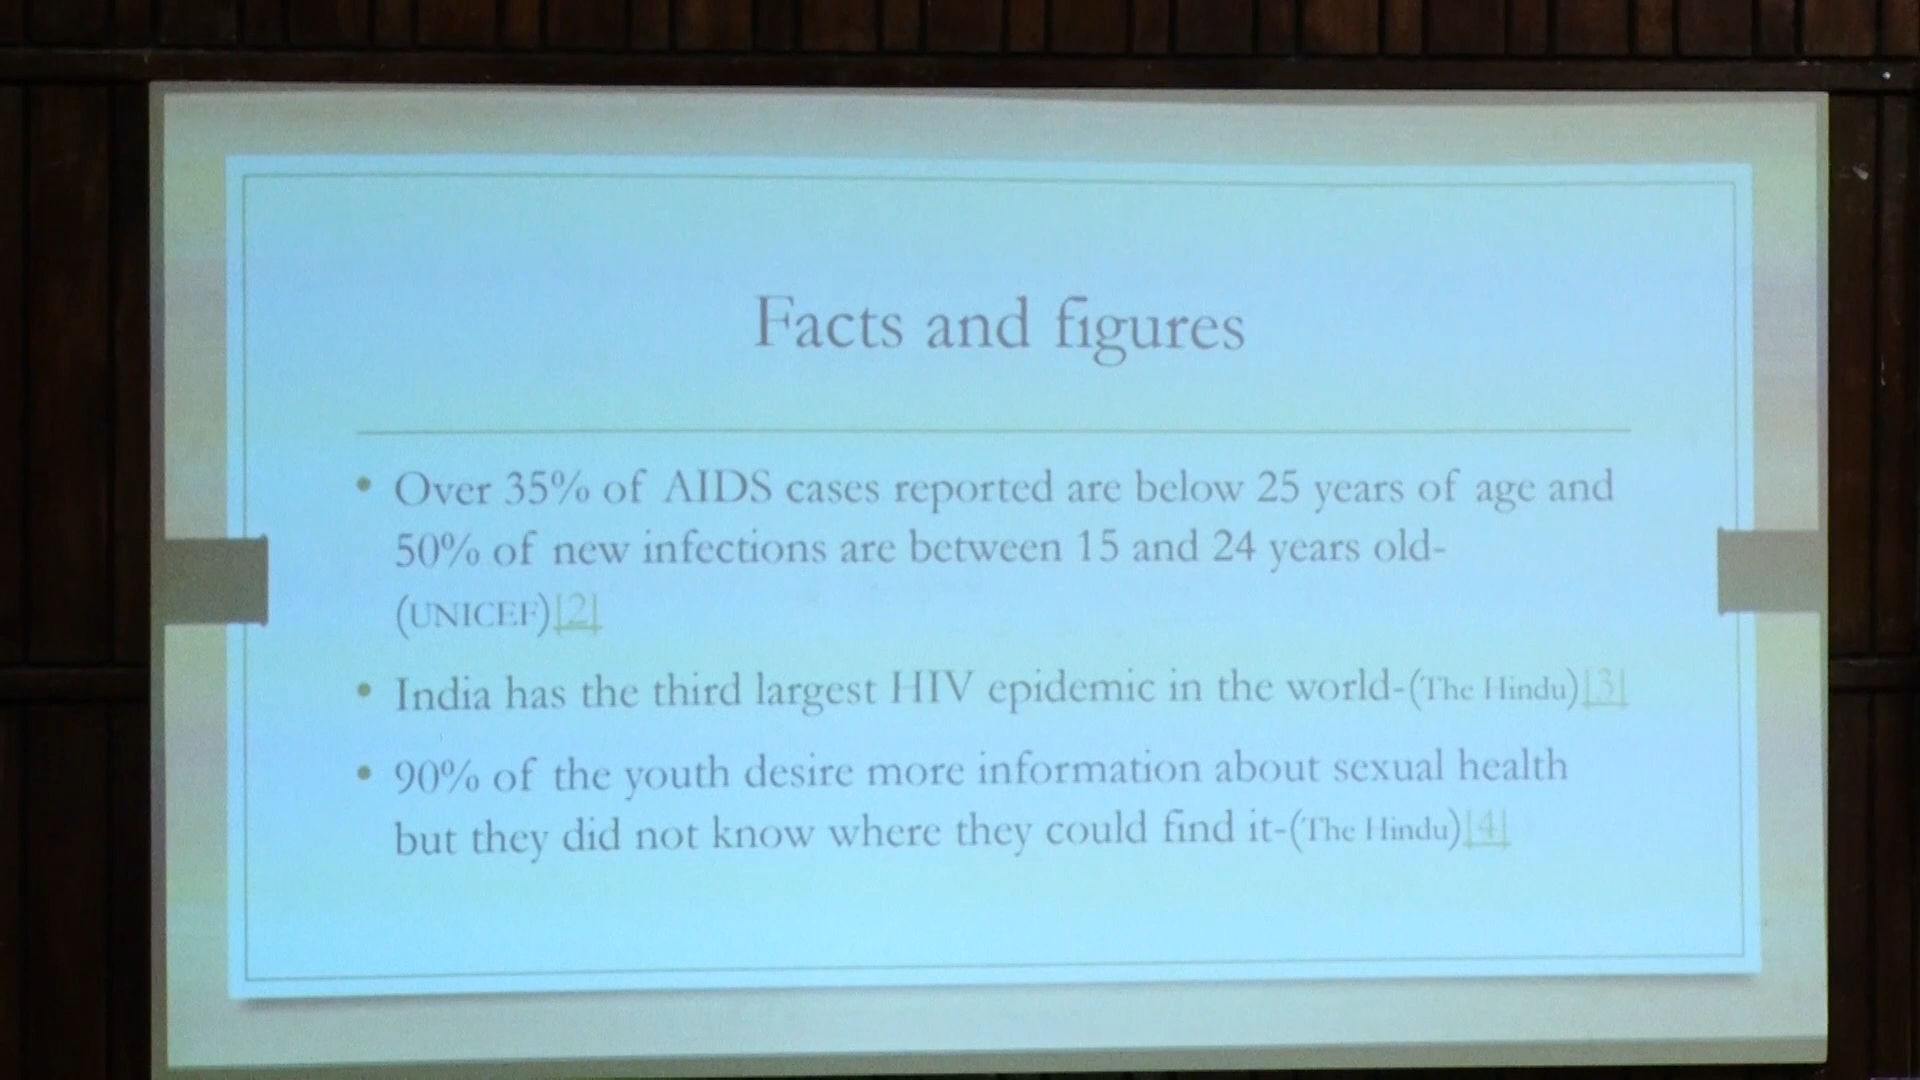 Facts and figures
• Over 35% of AIDS cases reported are below 25 years of age and
50% of new infections are between 15 and 24 years old-
(UNICEF)[2]
• India has the third largest HIV epidemic in the world-(The Hindu)[3]
• 90% of the youth desire more information about sexual health
but they did not know where they could find it-(The Hindu)[4]